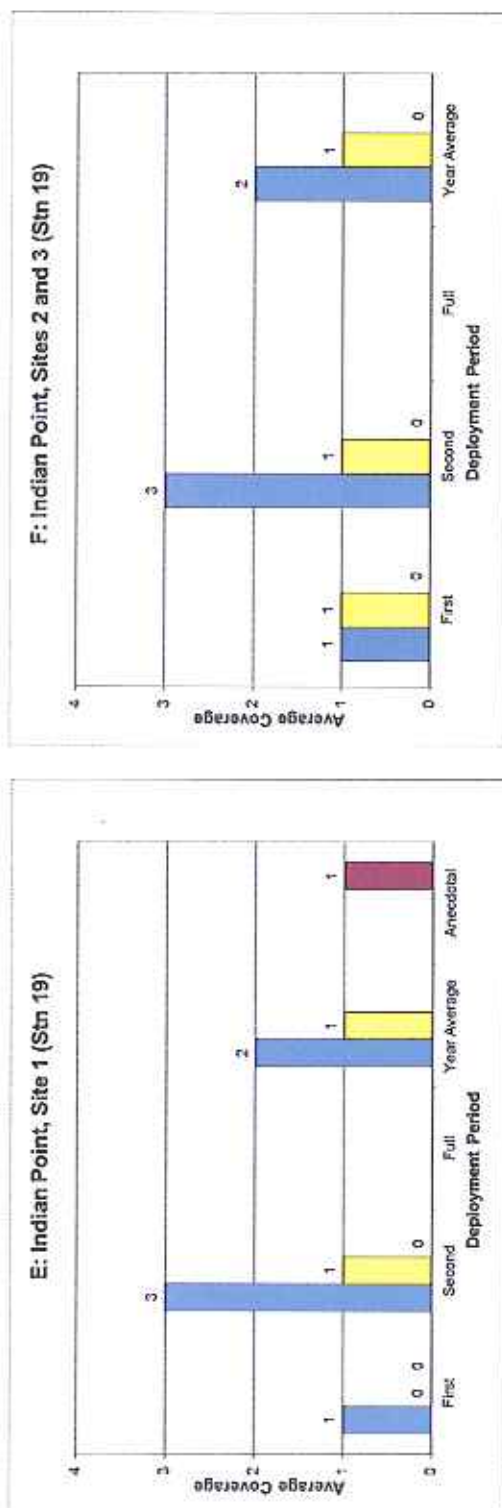 E: Indian Point, Site 1 (Stn 19)
Average Coverage
4
3
2
1
0
1 0 0
3 1 0
2 1
1
First Second Full Year Average Anecdotal
Deployment Period
F: Indian Point, Sites 2 and 3 (Stn 19)
Average Coverage
4
3
2
1
0
1 1 0
3 1 0
2 1 0
First Second Full Year Average
Deployment Period